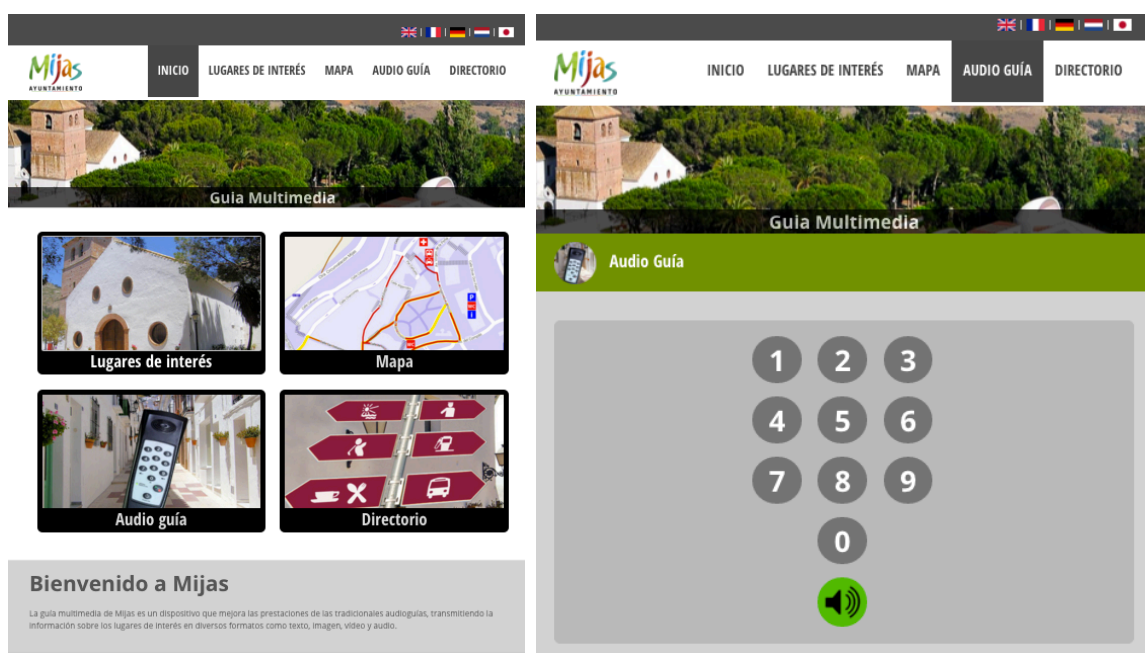 Mijas
AYUNTAMIENTO
INICIO
LUGARES DE INTERÉS
MAPA
AUDIO GUÍA
DIRECTORIO
Guia Multimedia
Lugares de interés
Mapa
Audio guía
Directorio
Bienvenido a Mijas
La guía multimedia de Mijas es un dispositivo que mejora las prestaciones de las tradicionales audioguías, transmitiendo la
información sobre los lugares de interés en diversos formatos como texto, imagen, vídeo y audio.
Mijas
AYUNTAMIENTO
INICIO
LUGARES DE INTERÉS
MAPA
AUDIO GUÍA
DIRECTORIO
Guia Multimedia
Audio Guía
1 2 3
4 5 6
7 8 9
0